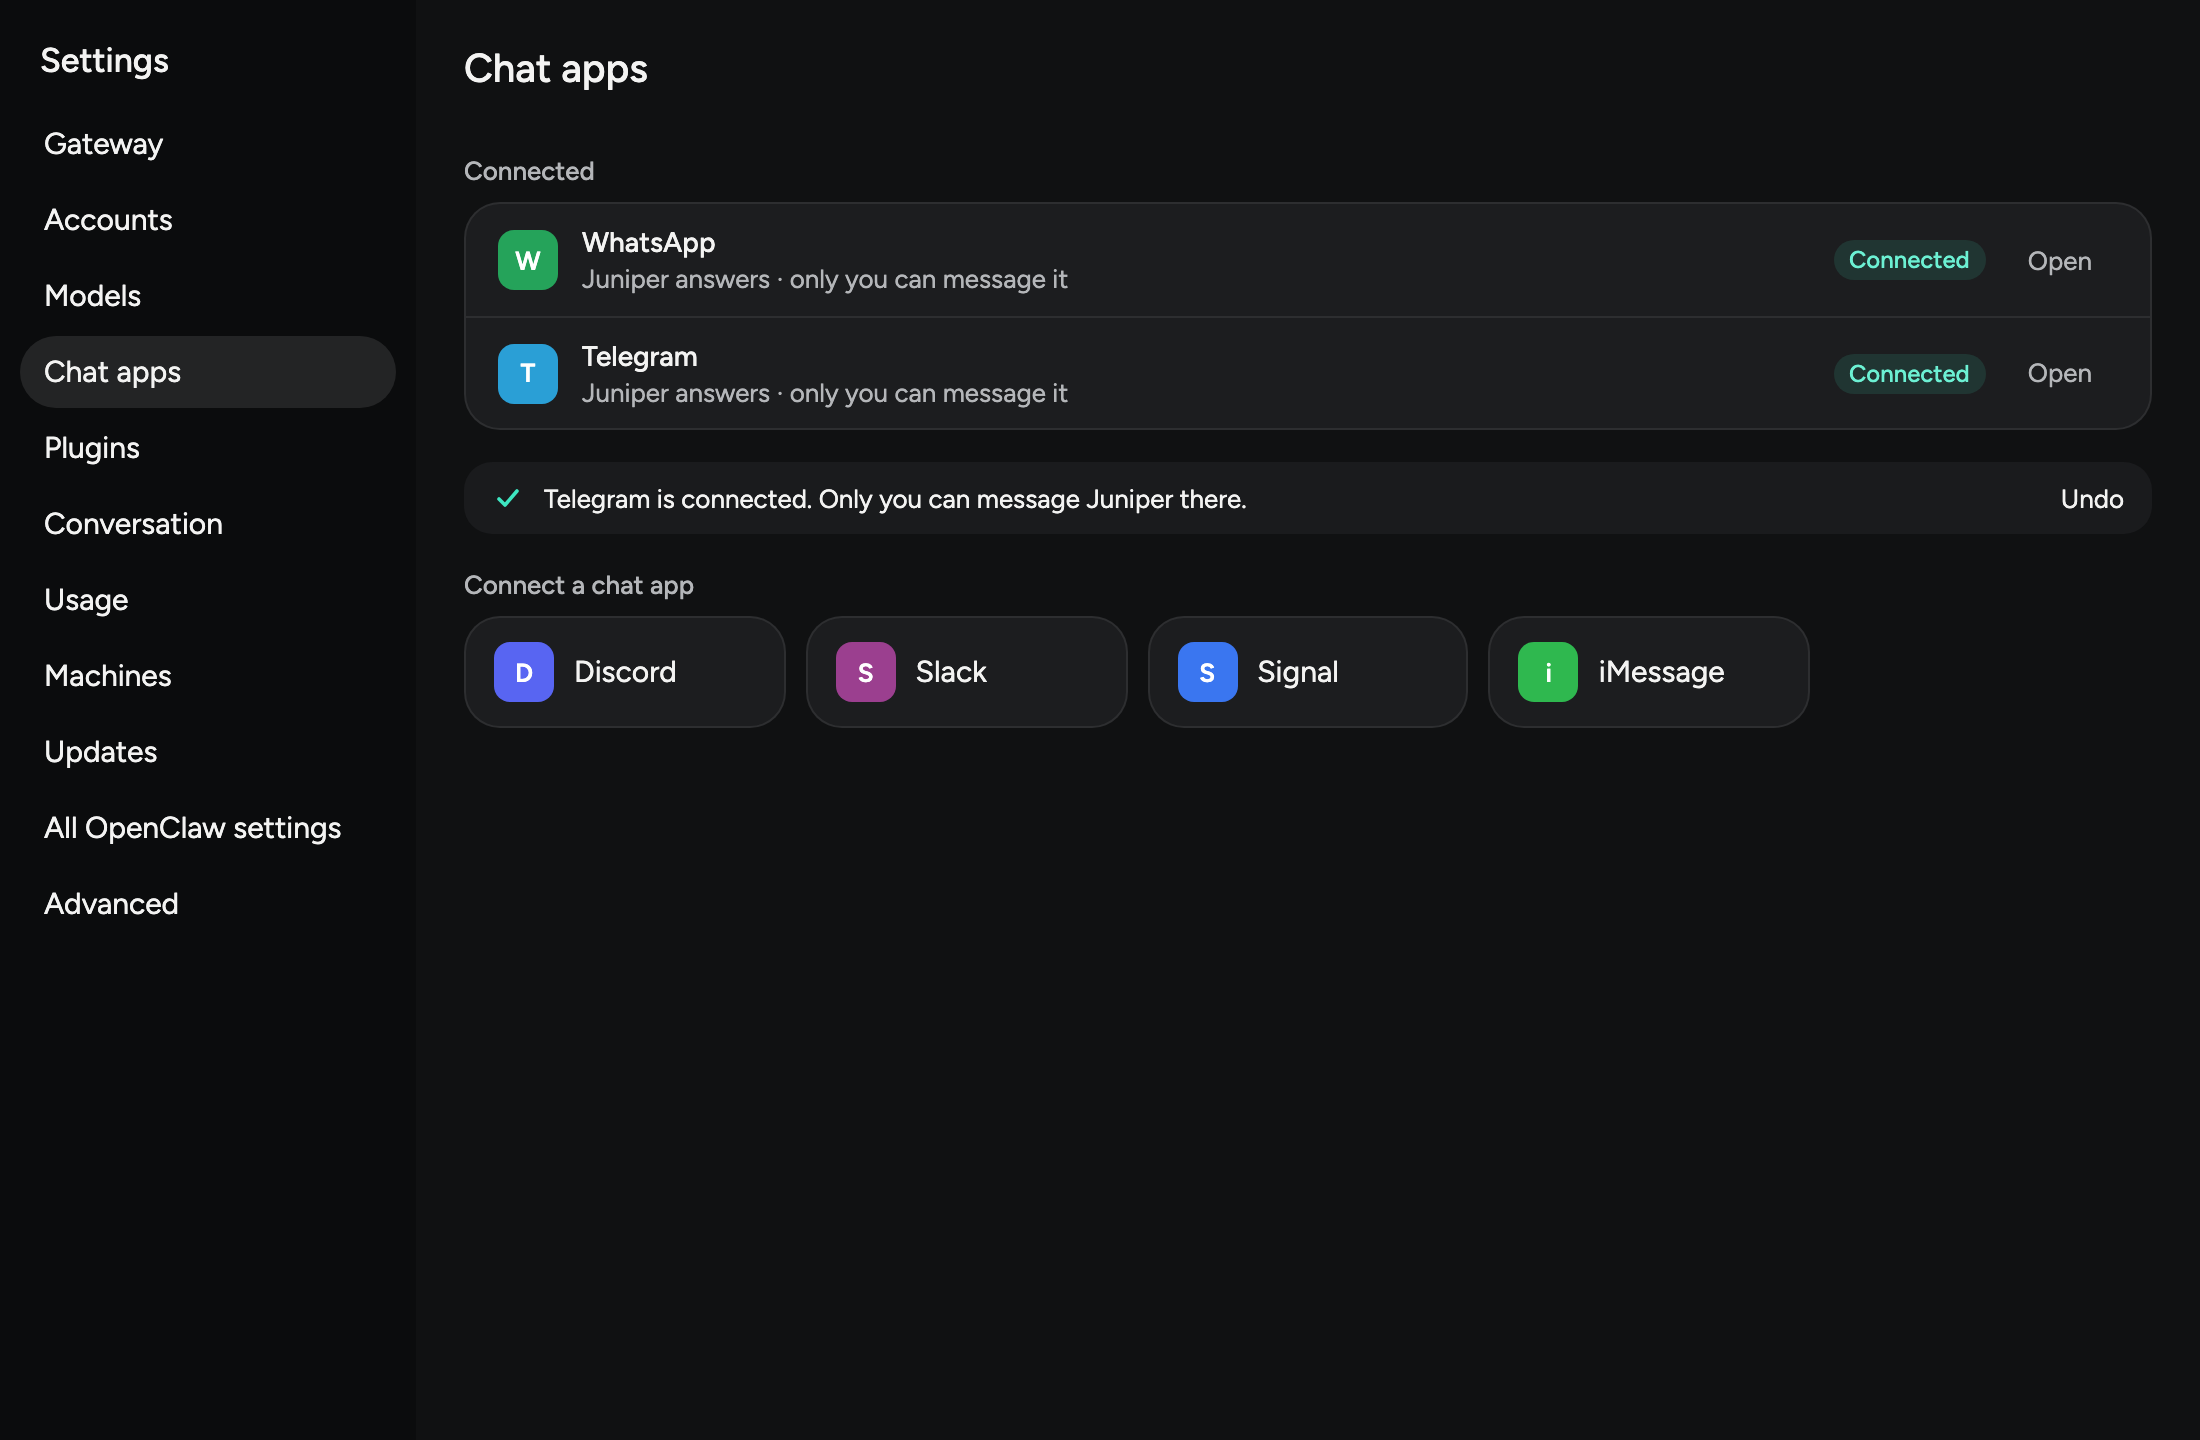 Settings
Gateway
Accounts
Models
Chat apps
Plugins
Conversation
Usage
Machines
Updates
All OpenClaw settings
Advanced
Chat apps
Connected
W
WhatsApp
Juniper answers · only you can message it
Connected
Open
T
Telegram
Juniper answers · only you can message it
Connected
Open
Telegram is connected. Only you can message Juniper there.
Undo
Connect a chat app
D Discord
S Slack
S Signal
i iMessage